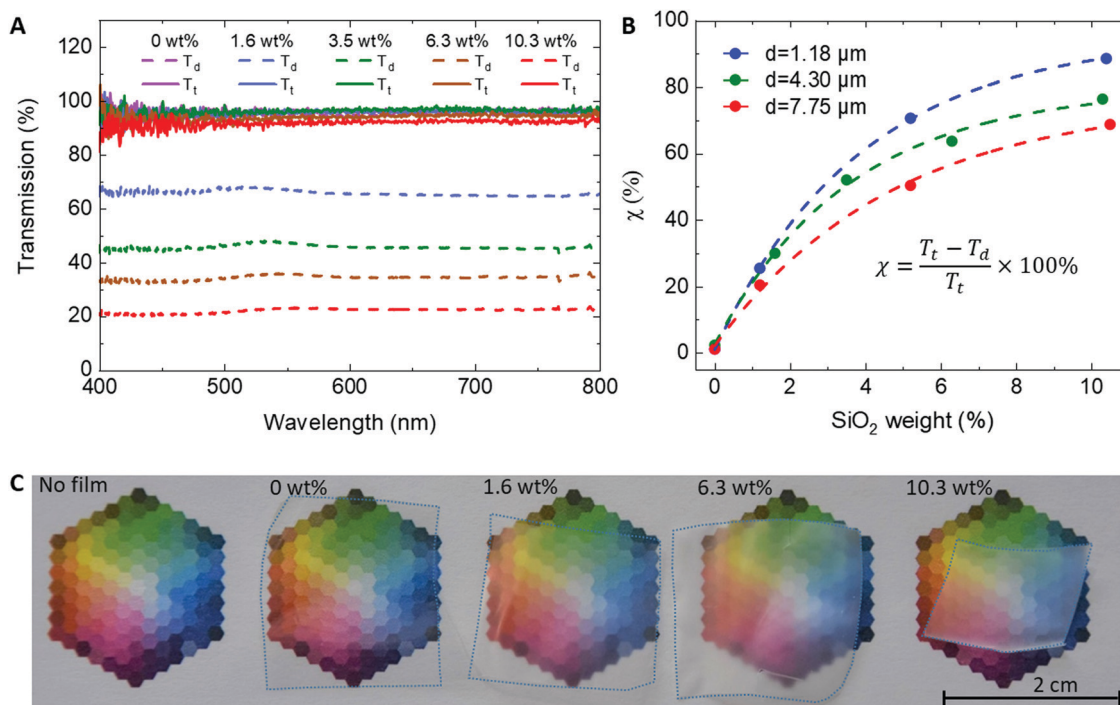 A
0 wt% 1.6 wt% 3.5 wt% 6.3 wt% 10.3 wt%
T_d T_d T_d T_d T_d
T_t T_t T_t T_t T_t
120
100
80
60
40
20
0
400 500 600 700 800
Transmission (%)
Wavelength (nm)
B
d=1.18 µm
d=4.30 µm
d=7.75 µm
100
80
60
40
20
0
0 2 4 6 8 10
χ (%)
χ = \frac{T_t − T_d}{T_t} × 100%
SiO₂ weight (%)
C
No film
0 wt%
1.6 wt%
6.3 wt%
10.3 wt%
2 cm